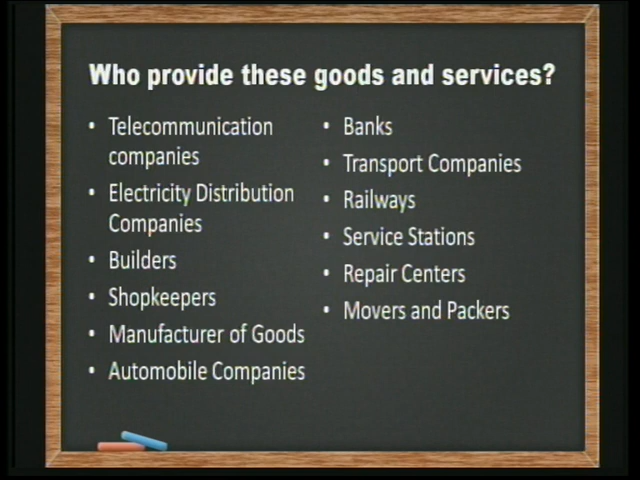 Who provide these goods and services?
• Telecommunication
companies
• Electricity Distribution
Companies
• Builders
• Shopkeepers
• Manufacturer of Goods
• Automobile Companies
• Banks
• Transport Companies
• Railways
• Service Stations
• Repair Centers
• Movers and Packers